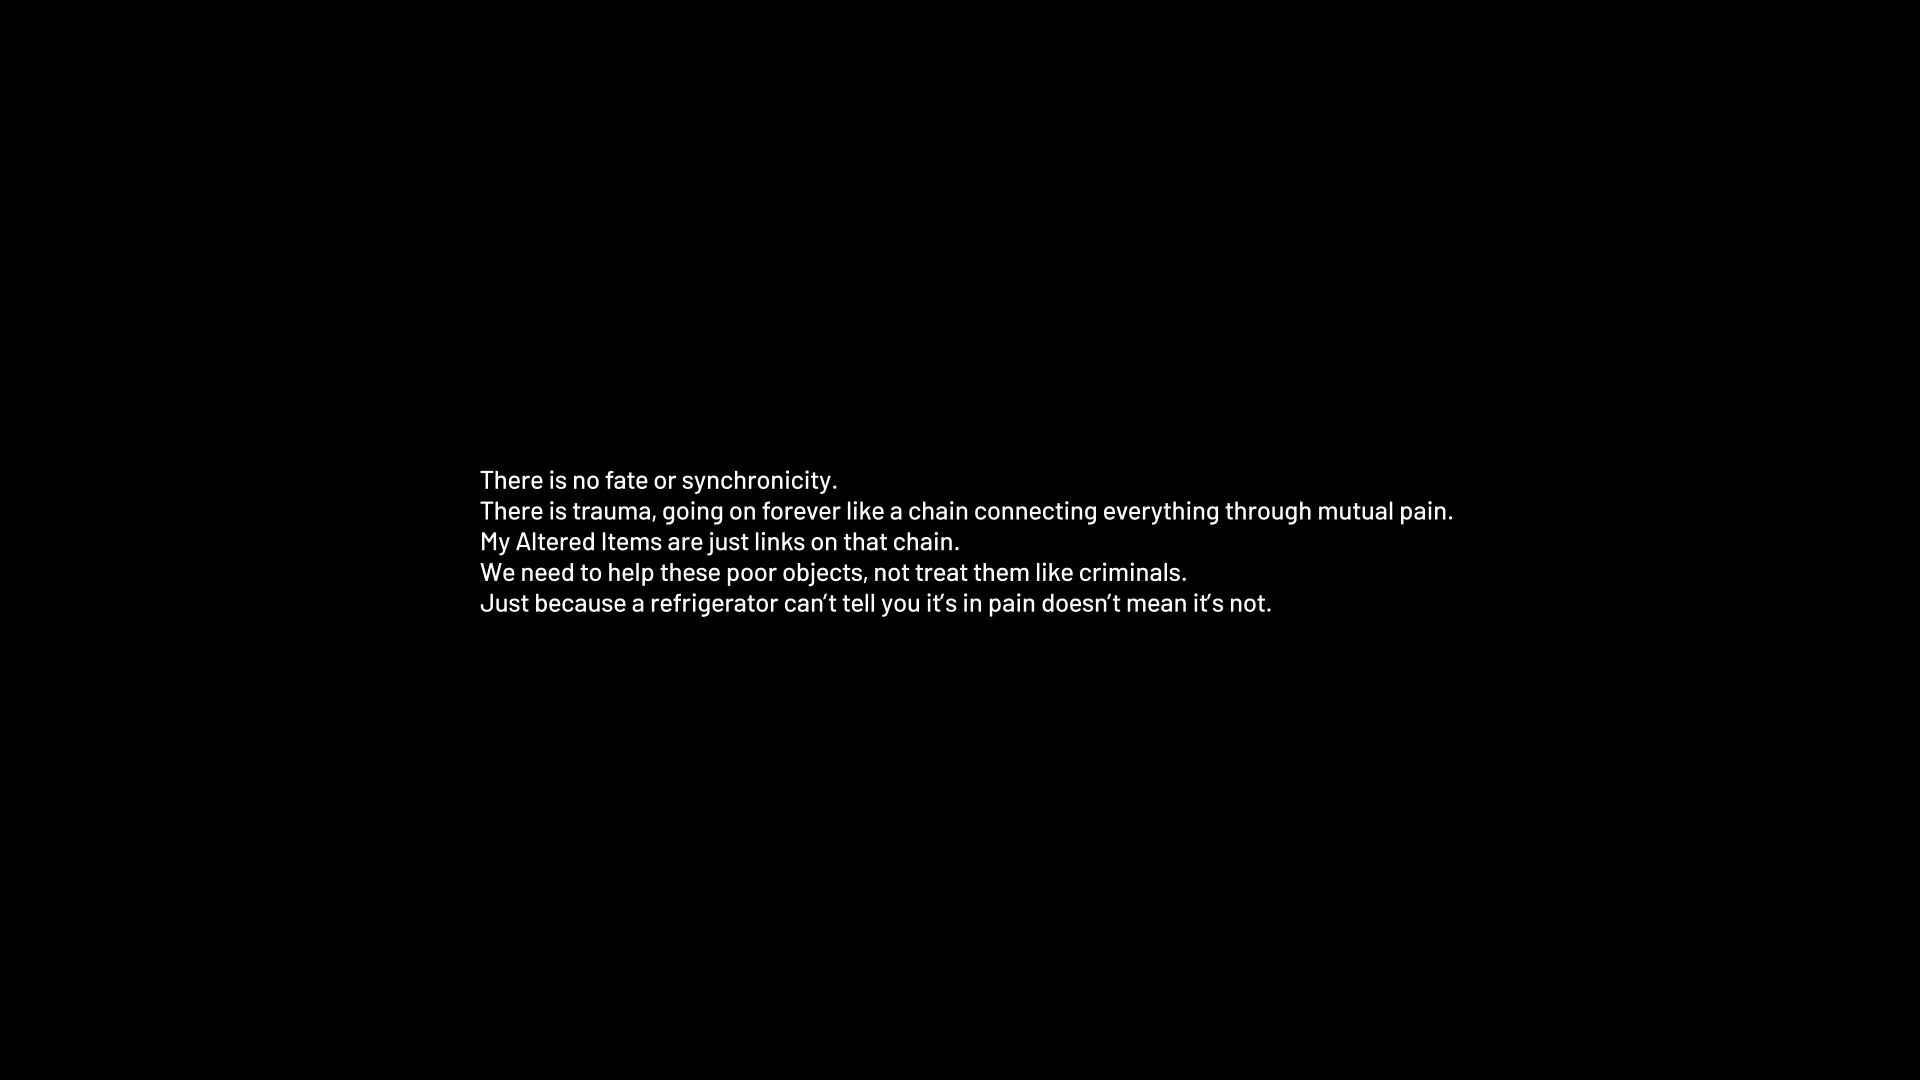 There is no fate or synchronicity.
There is trauma, going on forever like a chain connecting everything through mutual pain.
My Altered Items are just links on that chain.
We need to help these poor objects, not treat them like criminals.
Just because a refrigerator can’t tell you it’s in pain doesn’t mean it’s not.